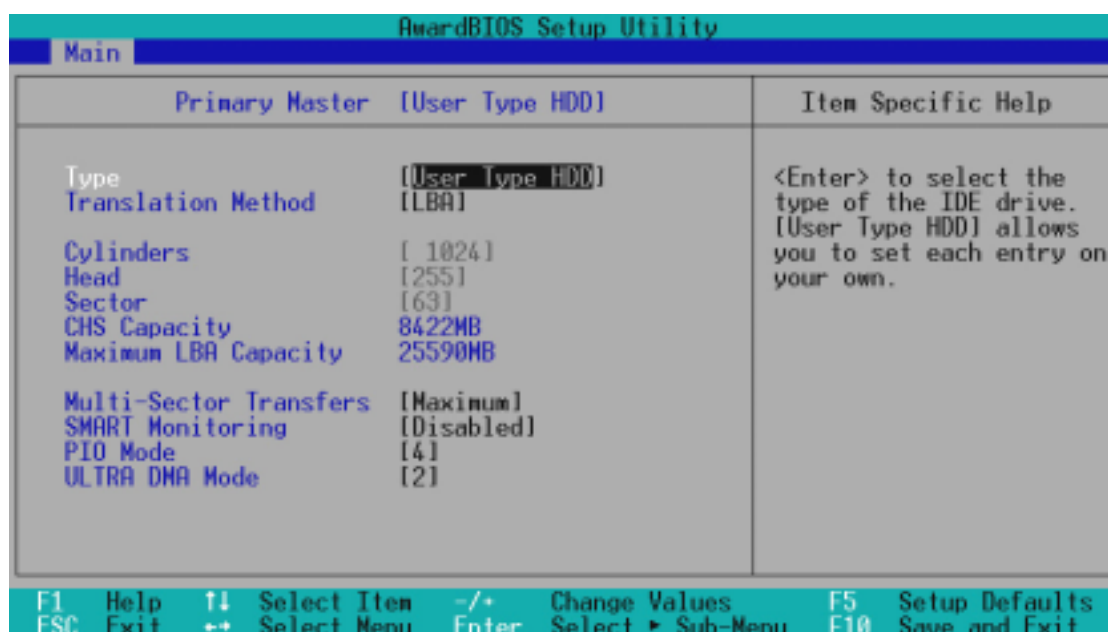 AwardBIOS Setup Utility
Main
Primary Master [User Type HDD]
Item Specific Help
Type [User Type HDD]
Translation Method [LBA]
Cylinders [ 1024]
Head [255]
Sector [63]
CHS Capacity 8422MB
Maximum LBA Capacity 25590MB
Multi-Sector Transfers [Maximum]
SMART Monitoring [Disabled]
PIO Mode [4]
ULTRA DMA Mode [2]
<Enter> to select the
type of the IDE drive.
[User Type HDD] allows
you to set each entry on
your own.
F1 Help ↑↓ Select Item -/+ Change Values F5 Setup Defaults
ESC Exit ←→ Select Menu Enter Select ► Sub-Menu F10 Save and Exit